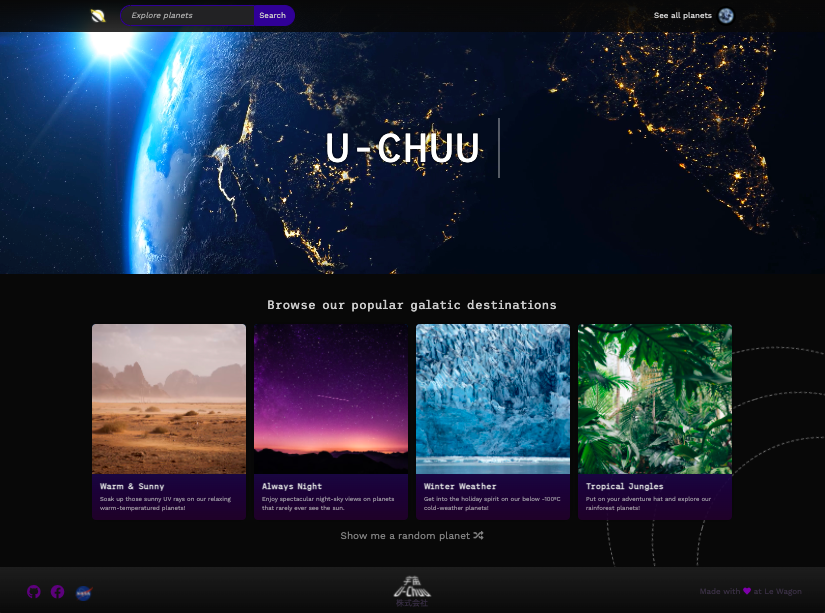 Explore planets
Search
See all planets
U-CHUU
Browse our popular galatic destinations
Warm & Sunny
Soak up those sunny UV rays on our relaxing
warm-temperatured planets!
Always Night
Enjoy spectacular night-sky views on planets
that rarely ever see the sun.
Winter Weather
Get into the holiday spirit on our below -100ºC
cold-weather planets!
Tropical Jungles
Put on your adventure hat and explore our
rainforest planets!
Show me a random planet
宇宙
U-Chuu
株式会社
Made with ♥ at Le Wagon